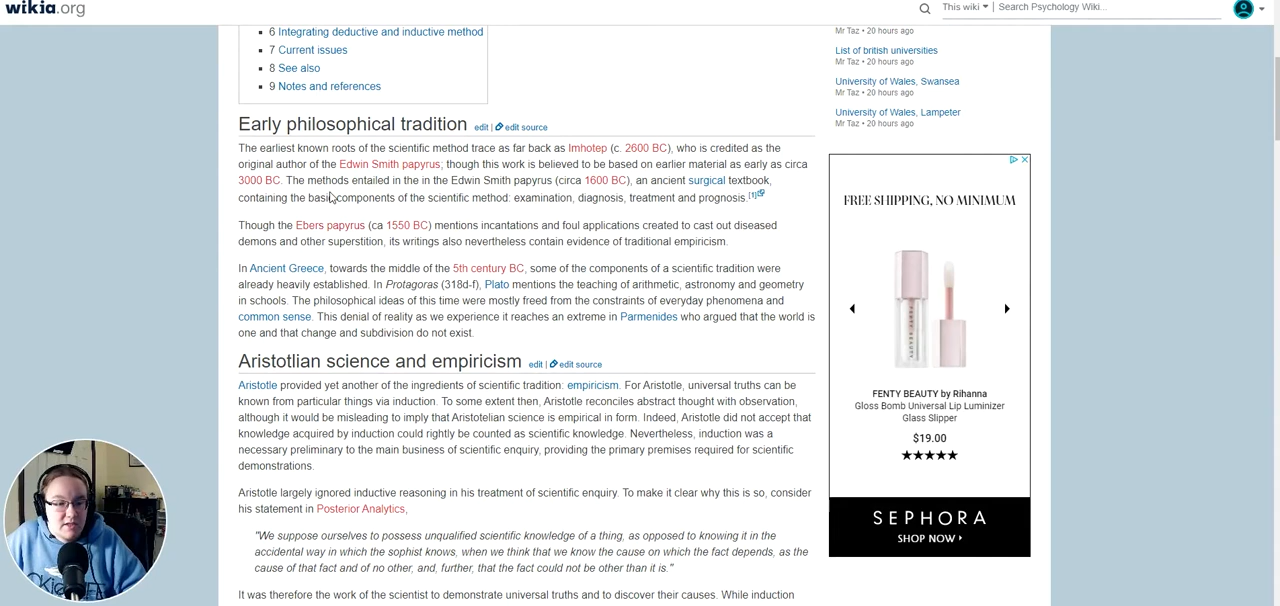 wikia.org
This wiki
Search Psychology Wiki...
6 Integrating deductive and inductive method
7 Current issues
8 See also
9 Notes and references
Early philosophical tradition edit | edit source
The earliest known roots of the scientific method trace as far back as Imhotep (c. 2600 BC), who is credited as the
original author of the Edwin Smith papyrus; though this work is believed to be based on earlier material as early as circa
3000 BC. The methods entailed in the in the Edwin Smith papyrus (circa 1600 BC), an ancient surgical textbook,
containing the basic components of the scientific method: examination, diagnosis, treatment and prognosis.[1]
Though the Ebers papyrus (ca 1550 BC) mentions incantations and foul applications created to cast out diseased
demons and other superstition, its writings also nevertheless contain evidence of traditional empiricism.
In Ancient Greece, towards the middle of the 5th century BC, some of the components of a scientific tradition were
already heavily established. In Protagoras (318d-f), Plato mentions the teaching of arithmetic, astronomy and geometry
in schools. The philosophical ideas of this time were mostly freed from the constraints of everyday phenomena and
common sense. This denial of reality as we experience it reaches an extreme in Parmenides who argued that the world is
one and that change and subdivision do not exist.
Aristotlian science and empiricism edit | edit source
Aristotle provided yet another of the ingredients of scientific tradition: empiricism. For Aristotle, universal truths can be
known from particular things via induction. To some extent then, Aristotle reconciles abstract thought with observation,
although it would be misleading to imply that Aristotelian science is empirical in form. Indeed, Aristotle did not accept that
knowledge acquired by induction could rightly be counted as scientific knowledge. Nevertheless, induction was a
necessary preliminary to the main business of scientific enquiry, providing the primary premises required for scientific
demonstrations.
Aristotle largely ignored inductive reasoning in his treatment of scientific enquiry. To make it clear why this is so, consider
his statement in Posterior Analytics,
"We suppose ourselves to possess unqualified scientific knowledge of a thing, as opposed to knowing it in the
accidental way in which the sophist knows, when we think that we know the cause on which the fact depends, as the
cause of that fact and of no other, and, further, that the fact could not be other than it is."
It was therefore the work of the scientist to demonstrate universal truths and to discover their causes. While induction
Mr Taz • 20 hours ago
List of british universities
Mr Taz • 20 hours ago
University of Wales, Swansea
Mr Taz • 20 hours ago
University of Wales, Lampeter
Mr Taz • 20 hours ago
FREE SHIPPING, NO MINIMUM
FENTY BEAUTY by Rihanna
Gloss Bomb Universal Lip Luminizer
Glass Slipper
$19.00
SEPHORA
SHOP NOW